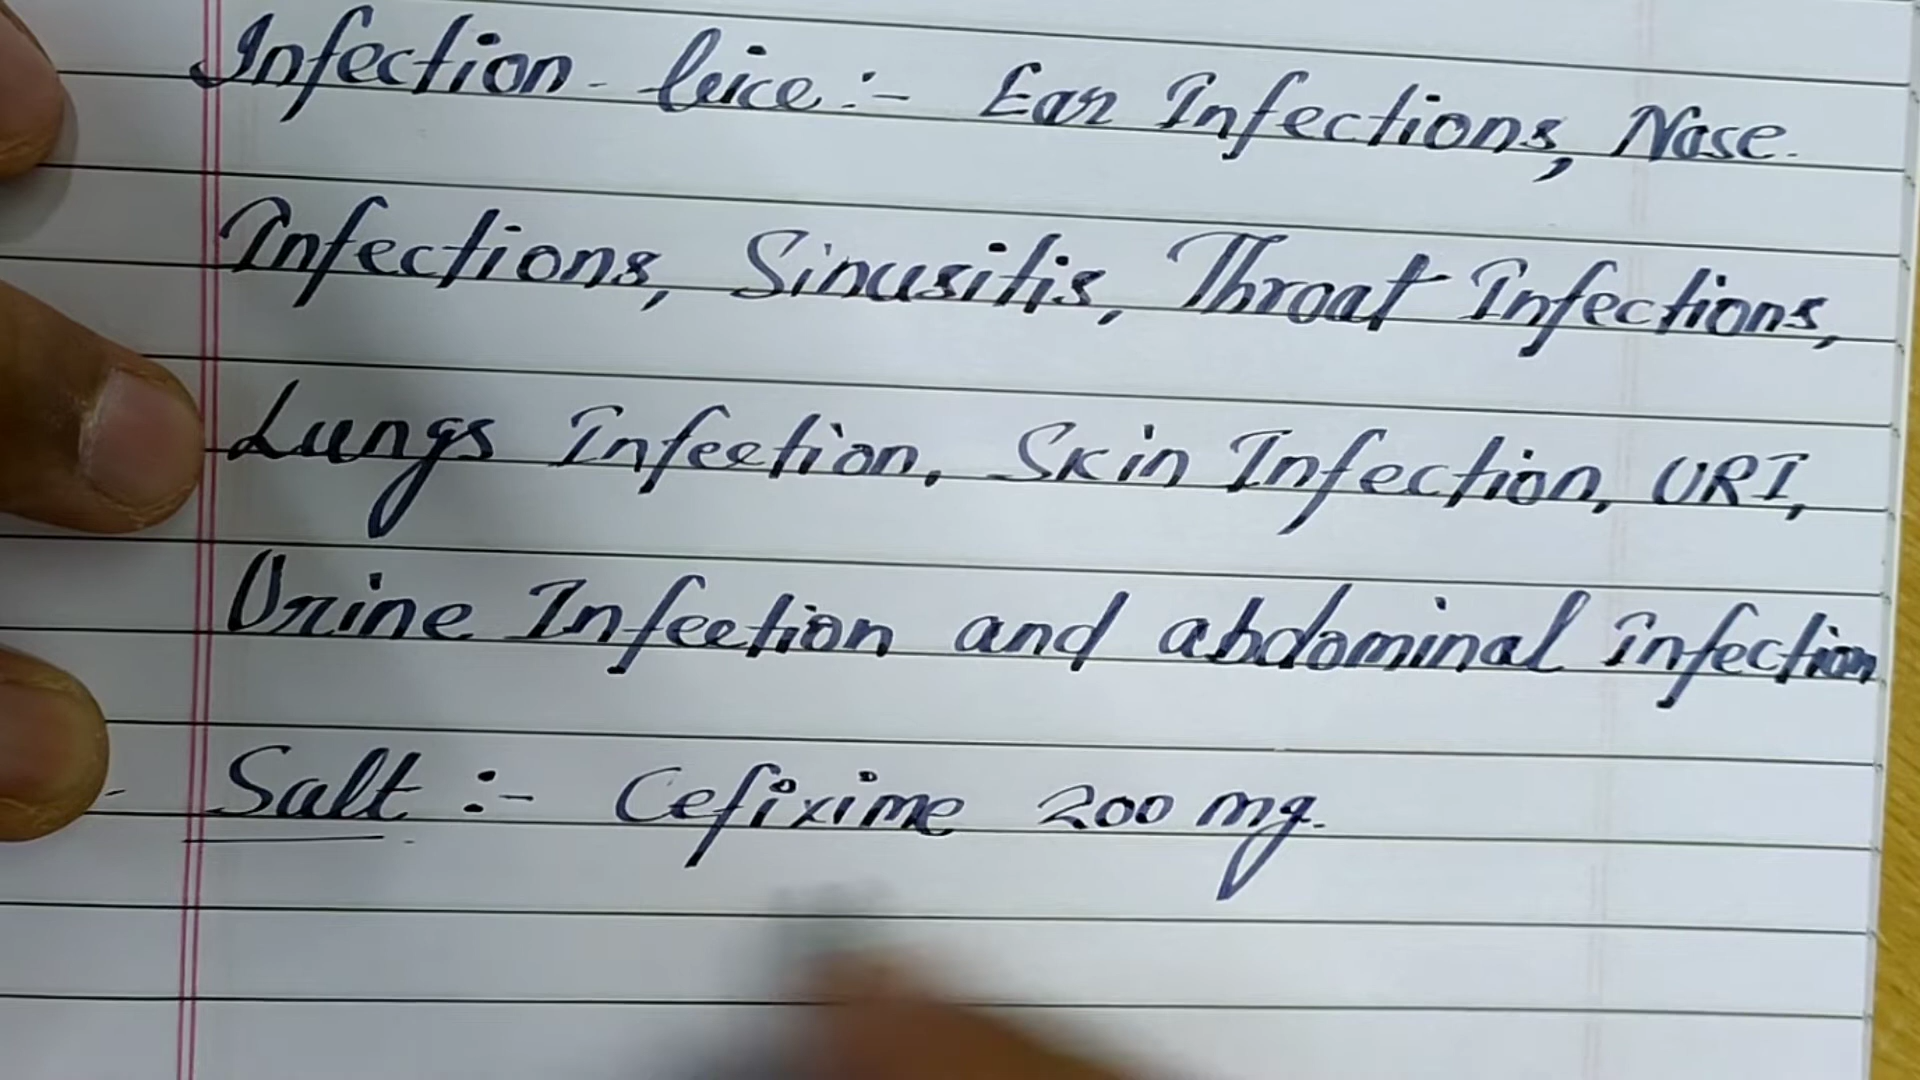 Infection - leice :- Ear Infections, Nose.
Infections, Sinusitis, Throat Infections,
Lungs Infection, Skin Infection, URI,
Urine Infection and abdominal infection
Salt :- Cefixime 200 mg.